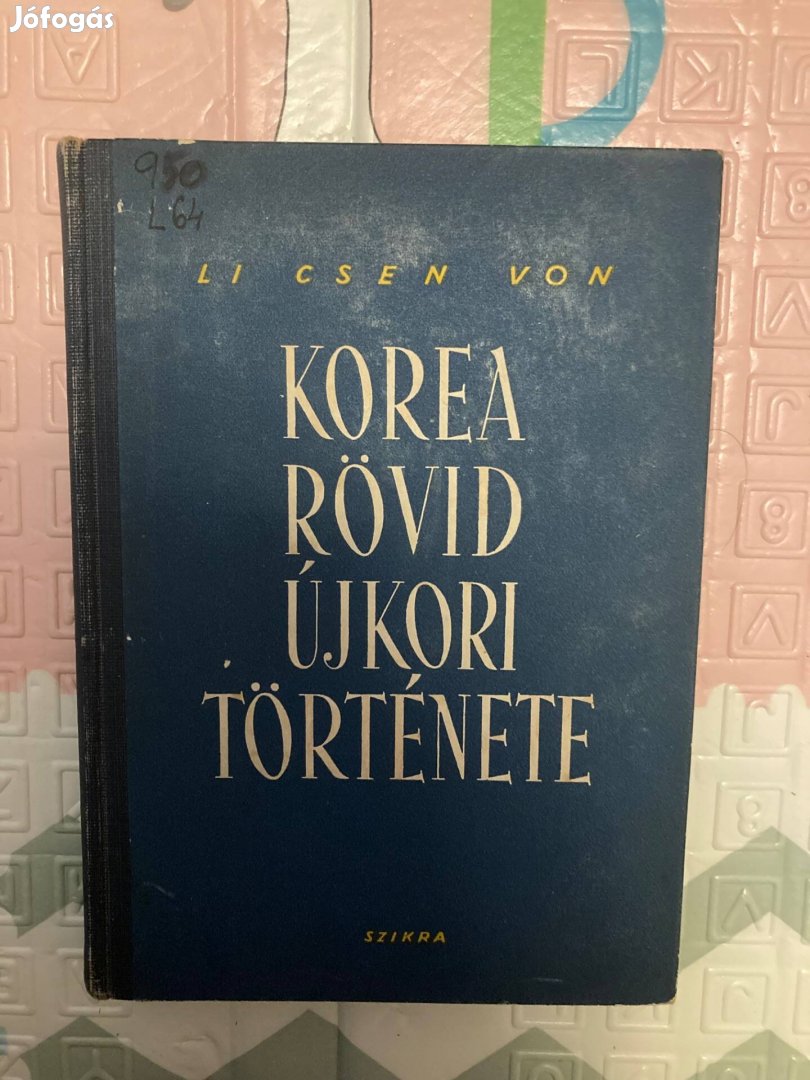 Jófogás
950
L64
LI CSEN VON
KOREA
RÖVID
ÚJKORI
TÖRTÉNETE
SZIKRA